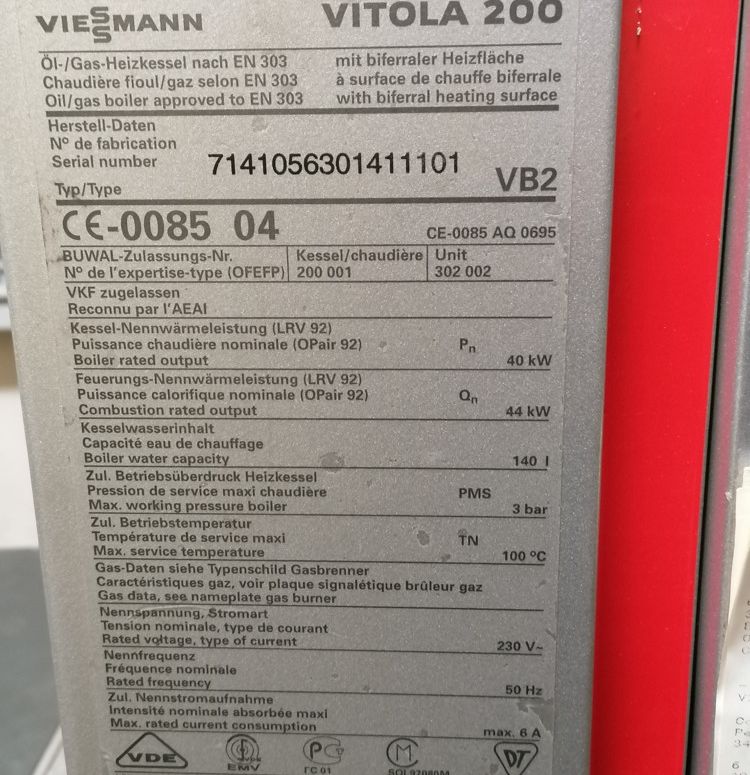 VIESSMANN VITOLA 200
Öl-/Gas-Heizkessel nach EN 303 mit biferraler Heizfläche
Chaudière fioul/gaz selon EN 303 à surface de chauffe biferrale
Oil/gas boiler approved to EN 303 with biferral heating surface
Herstell-Daten
Nº de fabrication
Serial number 7141056301411101
Typ/Type VB2
CE-0085 04 CE-0085 AQ 0695
BUWAL-Zulassungs-Nr. Kessel/chaudière Unit
Nº de l'expertise-type (OFEFP) 200 001 302 002
VKF zugelassen
Reconnu par l'AEAI
Kessel-Nennwärmeleistung (LRV 92)
Puissance chaudière nominale (OPair 92) Pn
Boiler rated output 40 kW
Feuerungs-Nennwärmeleistung (LRV 92)
Puissance calorifique nominale (OPair 92) Qn
Combustion rated output 44 kW
Kesselwasserinhalt
Capacité eau de chauffage
Boiler water capacity 140 l
Zul. Betriebsüberdruck Heizkessel
Pression de service maxi chaudière PMS
Max. working pressure boiler 3 bar
Zul. Betriebstemperatur
Température de service maxi TN
Max. service temperature 100 ºC
Gas-Daten siehe Typenschild Gasbrenner
Caractéristiques gaz, voir plaque signalétique brûleur gaz
Gas data, see nameplate gas burner
Nennspannung, Stromart
Tension nominale, type de courant
Rated voltage, type of current 230 V~
Nennfrequenz
Fréquence nominale
Rated frequency 50 Hz
Zul. Nennstromaufnahme
Intensité nominale absorbée maxi
Max. rated current consumption max. 6 A
VDE EMV ГС 01 M DT